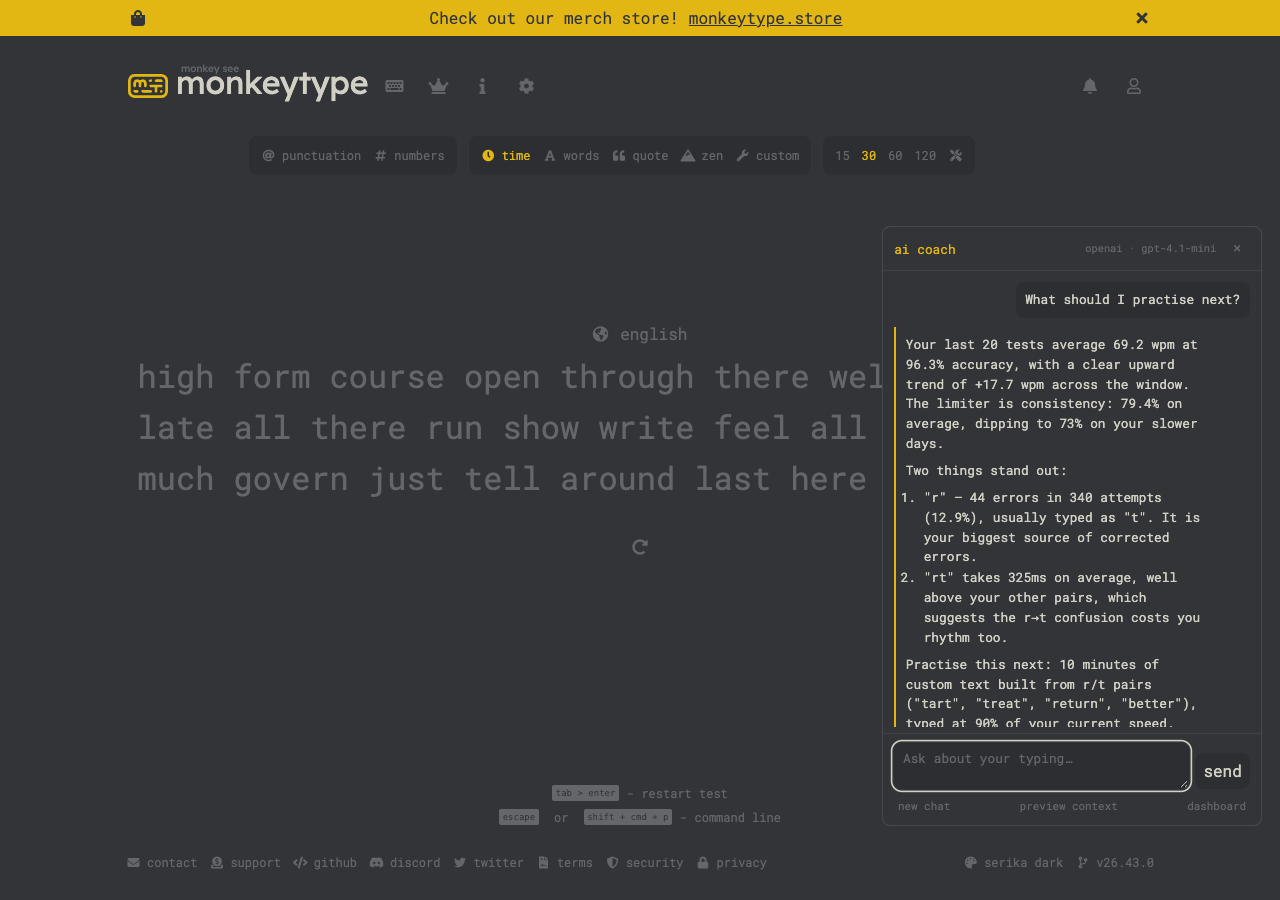 Check out our merch store! monkeytype.store
monkey see
monkeytype
punctuation numbers
time words quote zen custom
15 30 60 120
english
high form course open through there wel
late all there run show write feel all
much govern just tell around last here
ai coach
openai · gpt-4.1-mini ×
What should I practise next?
Your last 20 tests average 69.2 wpm at
96.3% accuracy, with a clear upward
trend of +17.7 wpm across the window.
The limiter is consistency: 79.4% on
average, dipping to 73% on your slower
days.
Two things stand out:
1. "r" – 44 errors in 340 attempts
(12.9%), usually typed as "t". It is
your biggest source of corrected
errors.
2. "rt" takes 325ms on average, well
above your other pairs, which
suggests the r→t confusion costs you
rhythm too.
Practise this next: 10 minutes of
custom text built from r/t pairs
("tart", "treat", "return", "better"),
typed at 90% of your current speed.
Ask about your typing…
send
new chat preview context dashboard
tab > enter - restart test
escape or shift + cmd + p - command line
contact support github discord twitter terms security privacy
serika dark v26.43.0